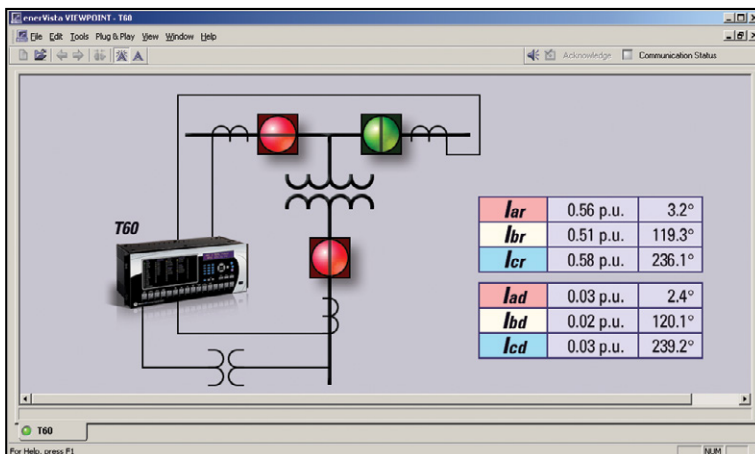 enerVista VIEWPOINT - T60
File Edit Tools Plug & Play View Window Help
Acknowledge Communication Status
T60
Iar 0.56 p.u. 3.2°
Ibr 0.51 p.u. 119.3°
Icr 0.58 p.u. 236.1°
Iad 0.03 p.u. 2.4°
Ibd 0.02 p.u. 120.1°
Icd 0.03 p.u. 239.2°
T60
For Help, press F1
NUM